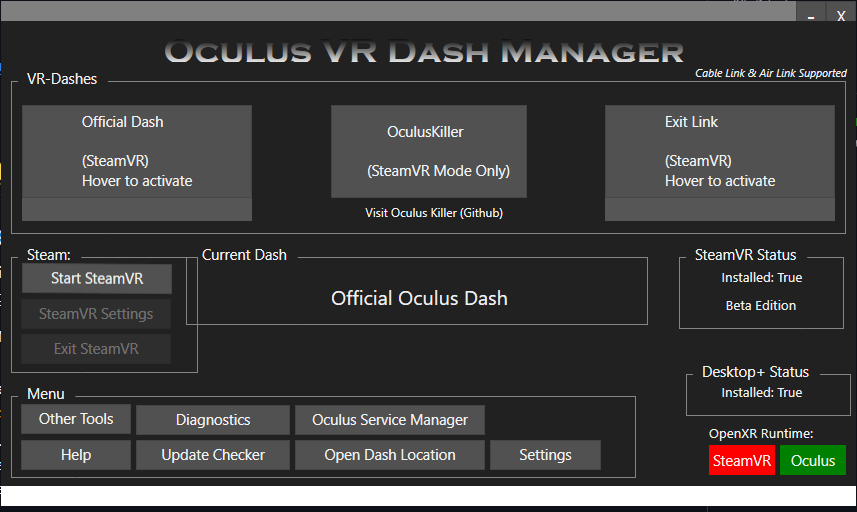 - X
OCULUS VR DASH MANAGER
Cable Link & Air Link Supported
VR-Dashes
Official Dash
(SteamVR)
Hover to activate
OculusKiller
(SteamVR Mode Only)
Visit Oculus Killer (Github)
Exit Link
(SteamVR)
Hover to activate
Steam:
Start SteamVR
SteamVR Settings
Exit SteamVR
Current Dash
Official Oculus Dash
SteamVR Status
Installed: True
Beta Edition
Desktop+ Status
Installed: True
Menu
Other Tools
Diagnostics
Oculus Service Manager
Help
Update Checker
Open Dash Location
Settings
OpenXR Runtime:
SteamVR
Oculus